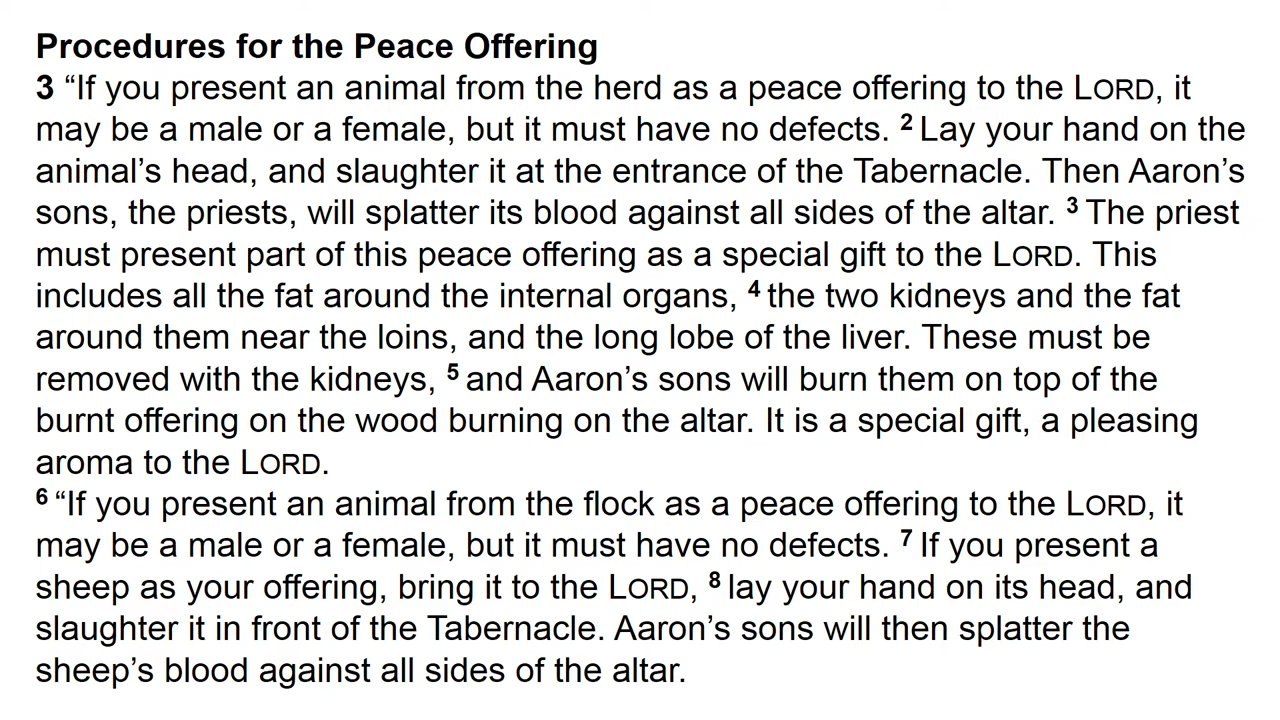 Procedures for the Peace Offering
3 “If you present an animal from the herd as a peace offering to the LORD, it
may be a male or a female, but it must have no defects. 2 Lay your hand on the
animal’s head, and slaughter it at the entrance of the Tabernacle. Then Aaron’s
sons, the priests, will splatter its blood against all sides of the altar. 3 The priest
must present part of this peace offering as a special gift to the LORD. This
includes all the fat around the internal organs, 4 the two kidneys and the fat
around them near the loins, and the long lobe of the liver. These must be
removed with the kidneys, 5 and Aaron’s sons will burn them on top of the
burnt offering on the wood burning on the altar. It is a special gift, a pleasing
aroma to the LORD.
6 “If you present an animal from the flock as a peace offering to the LORD, it
may be a male or a female, but it must have no defects. 7 If you present a
sheep as your offering, bring it to the LORD, 8 lay your hand on its head, and
slaughter it in front of the Tabernacle. Aaron’s sons will then splatter the
sheep’s blood against all sides of the altar.